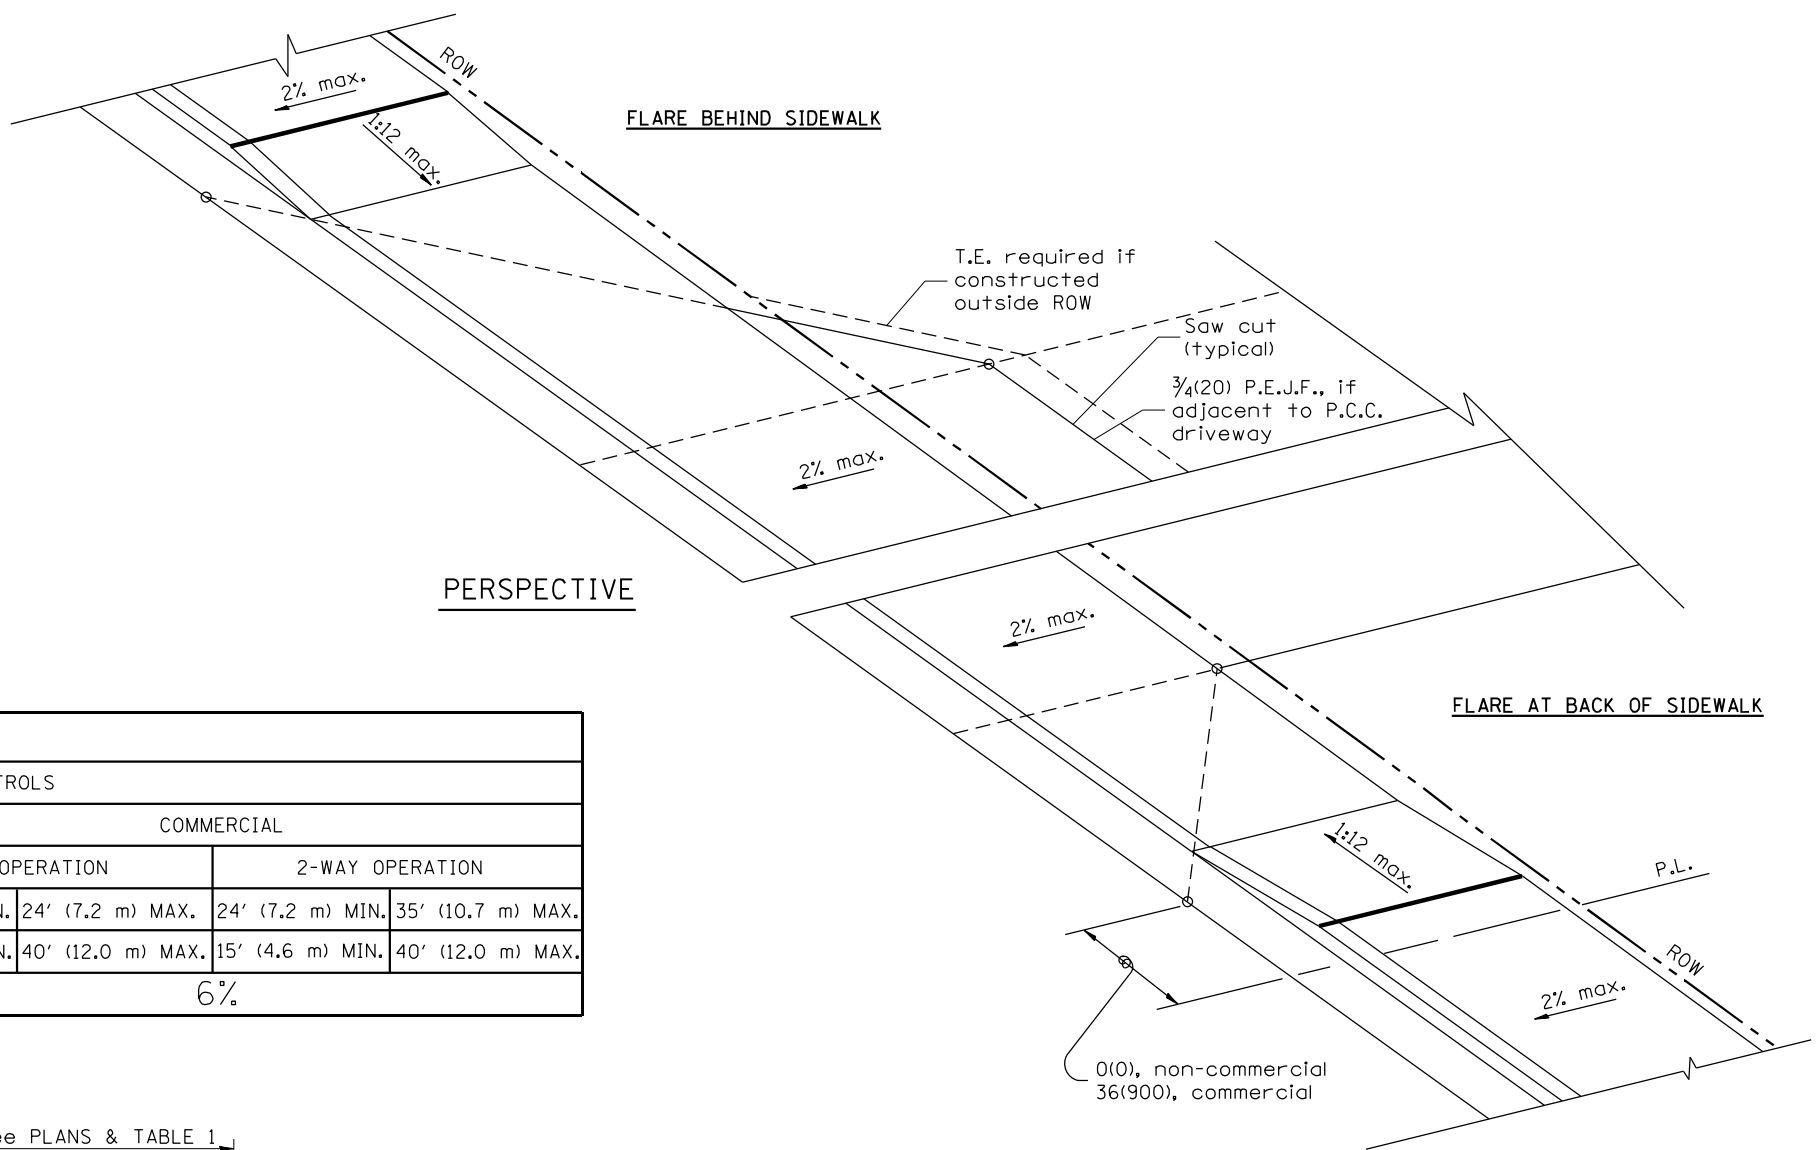 ROW
2% max.
1:12 max.
FLARE BEHIND SIDEWALK
T.E. required if
constructed
outside ROW
Saw cut
(typical)
3/4(20) P.E.J.F., if
adjacent to P.C.C.
driveway
2% max.
PERSPECTIVE
2% max.
FLARE AT BACK OF SIDEWALK
TROLS
COMMERCIAL
OPERATION 2-WAY OPERATION
N. 24' (7.2 m) MAX. 24' (7.2 m) MIN. 35' (10.7 m) MAX.
N. 40' (12.0 m) MAX. 15' (4.6 m) MIN. 40' (12.0 m) MAX.
6%
1:12 max.
P.L.
ROW
2% max.
0(0), non-commercial
36(900), commercial
ee PLANS & TABLE 1